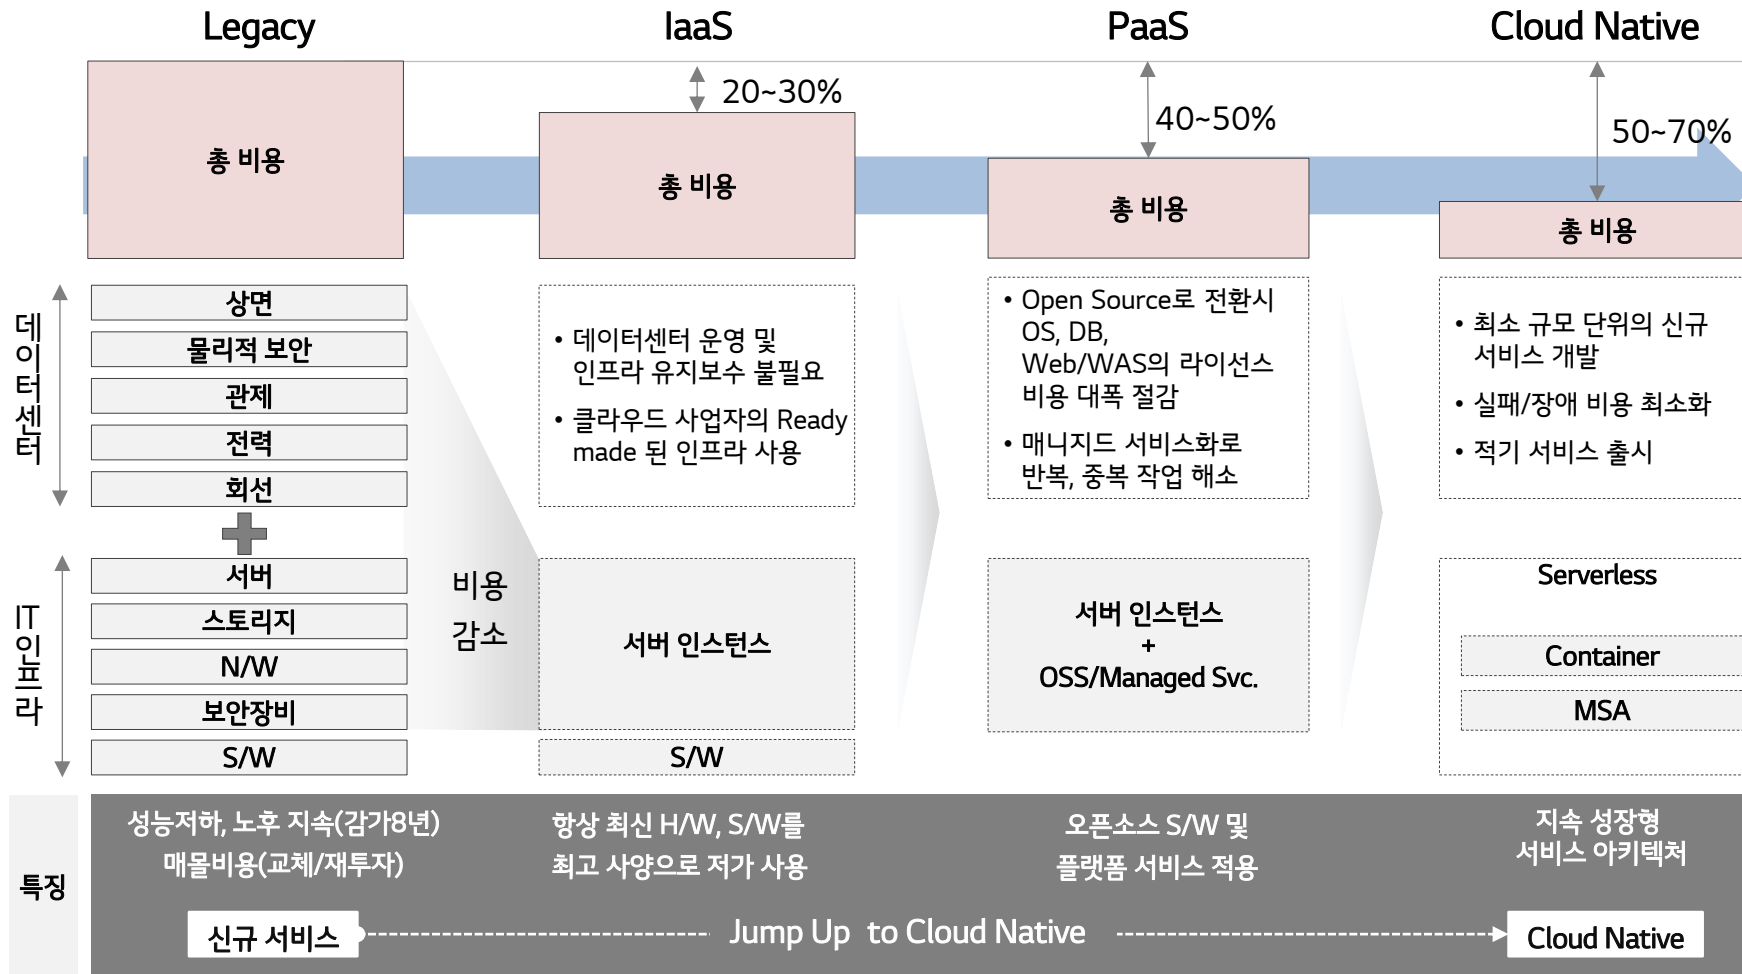 Legacy
IaaS
PaaS
Cloud Native
총 비용
20~30%
총 비용
40~50%
총 비용
50~70%
총 비용
데이터센터
상면
물리적 보안
관제
전력
회선
IT인프라
서버
스토리지
N/W
보안장비
S/W
비용
감소
• 데이터센터 운영 및
인프라 유지보수 불필요
• 클라우드 사업자의 Ready
made 된 인프라 사용
서버 인스턴스
S/W
• Open Source로 전환시
OS, DB,
Web/WAS의 라이선스
비용 대폭 절감
• 매니지드 서비스화로
반복, 중복 작업 해소
서버 인스턴스
+
OSS/Managed Svc.
• 최소 규모 단위의 신규
서비스 개발
• 실패/장애 비용 최소화
• 적기 서비스 출시
Serverless
Container
MSA
특징
성능저하, 노후 지속(감가8년)
매몰비용(교체/재투자)
항상 최신 H/W, S/W를
최고 사양으로 저가 사용
오픈소스 S/W 및
플랫폼 서비스 적용
지속 성장형
서비스 아키텍처
신규 서비스
Jump Up to Cloud Native
Cloud Native